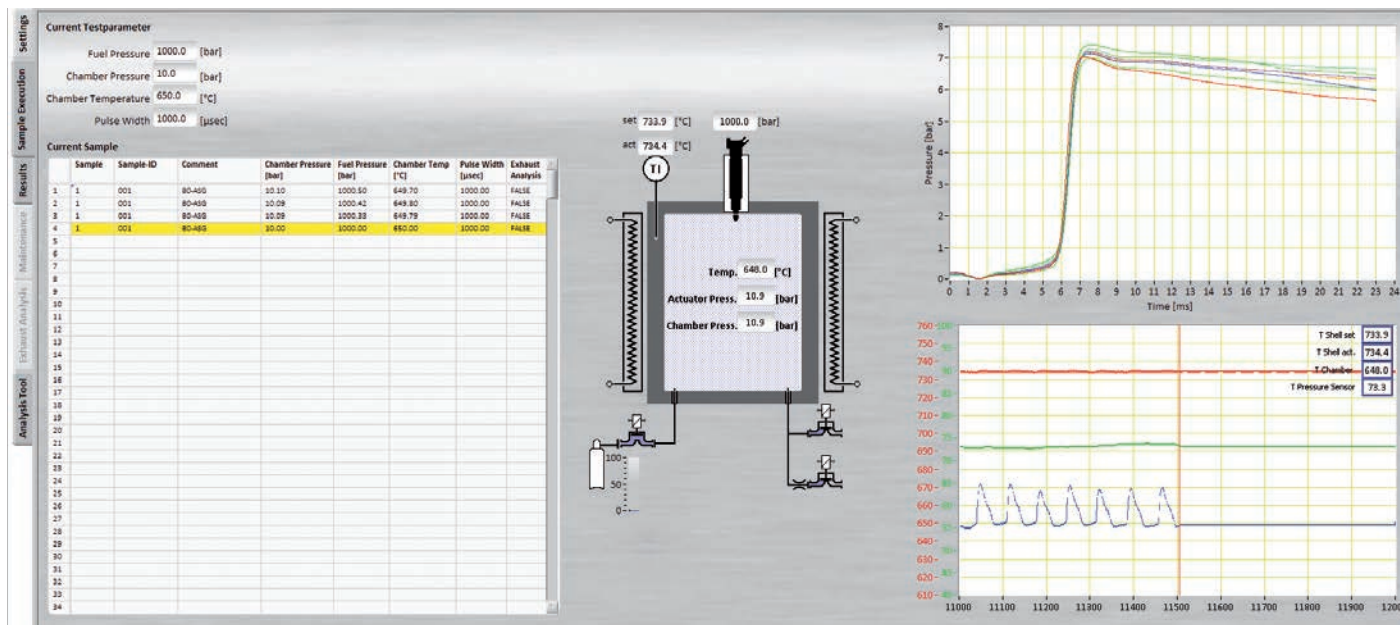 Settings
Sample Execution
Results
Maintenance
Exhaust Analysis
Analysis Tool
Current Testparameter
Fuel Pressure 1000.0 [bar]
Chamber Pressure 10.0 [bar]
Chamber Temperature 650.0 [°C]
Pulse Width 1000.0 [µsec]
Current Sample
Sample Sample-ID Comment Chamber Pressure Fuel Pressure Chamber Temp Pulse Width Exhaust
[bar] [bar] [°C] [µsec] Analysis
1 1 001 80-ASG 10.10 1000.50 649.70 1000.00 FALSE
2 1 001 80-ASG 10.09 1000.42 649.80 1000.00 FALSE
3 1 001 80-ASG 10.09 1000.33 649.79 1000.00 FALSE
4 1 001 80-ASG 10.00 1000.00 650.00 1000.00 FALSE
5
6
7
8
9
10
11
12
13
14
15
16
17
18
19
20
21
22
23
24
25
26
27
28
29
30
31
32
33
34
set 733.9 [°C] 1000.0 [bar]
act 734.4 [°C]
TI
Temp. 648.0 [°C]
Actuator Press. 10.9 [bar]
Chamber Press. 10.9 [bar]
100
50
0
Pressure [bar]
8
7
6
5
4
3
2
1
0
0 1 2 3 4 5 6 7 8 9 10 11 12 13 14 15 16 17 18 19 20 21 22 23 24
Time [ms]
760 100
750
740
730
720
710
700
690
680
670
660
650
640
630
620
610
T Shell set 733.9
T Shell act. 734.4
T Chamber 648.0
T Pressure Sensor 73.3
11000 11100 11200 11300 11400 11500 11600 11700 11800 11900 1200